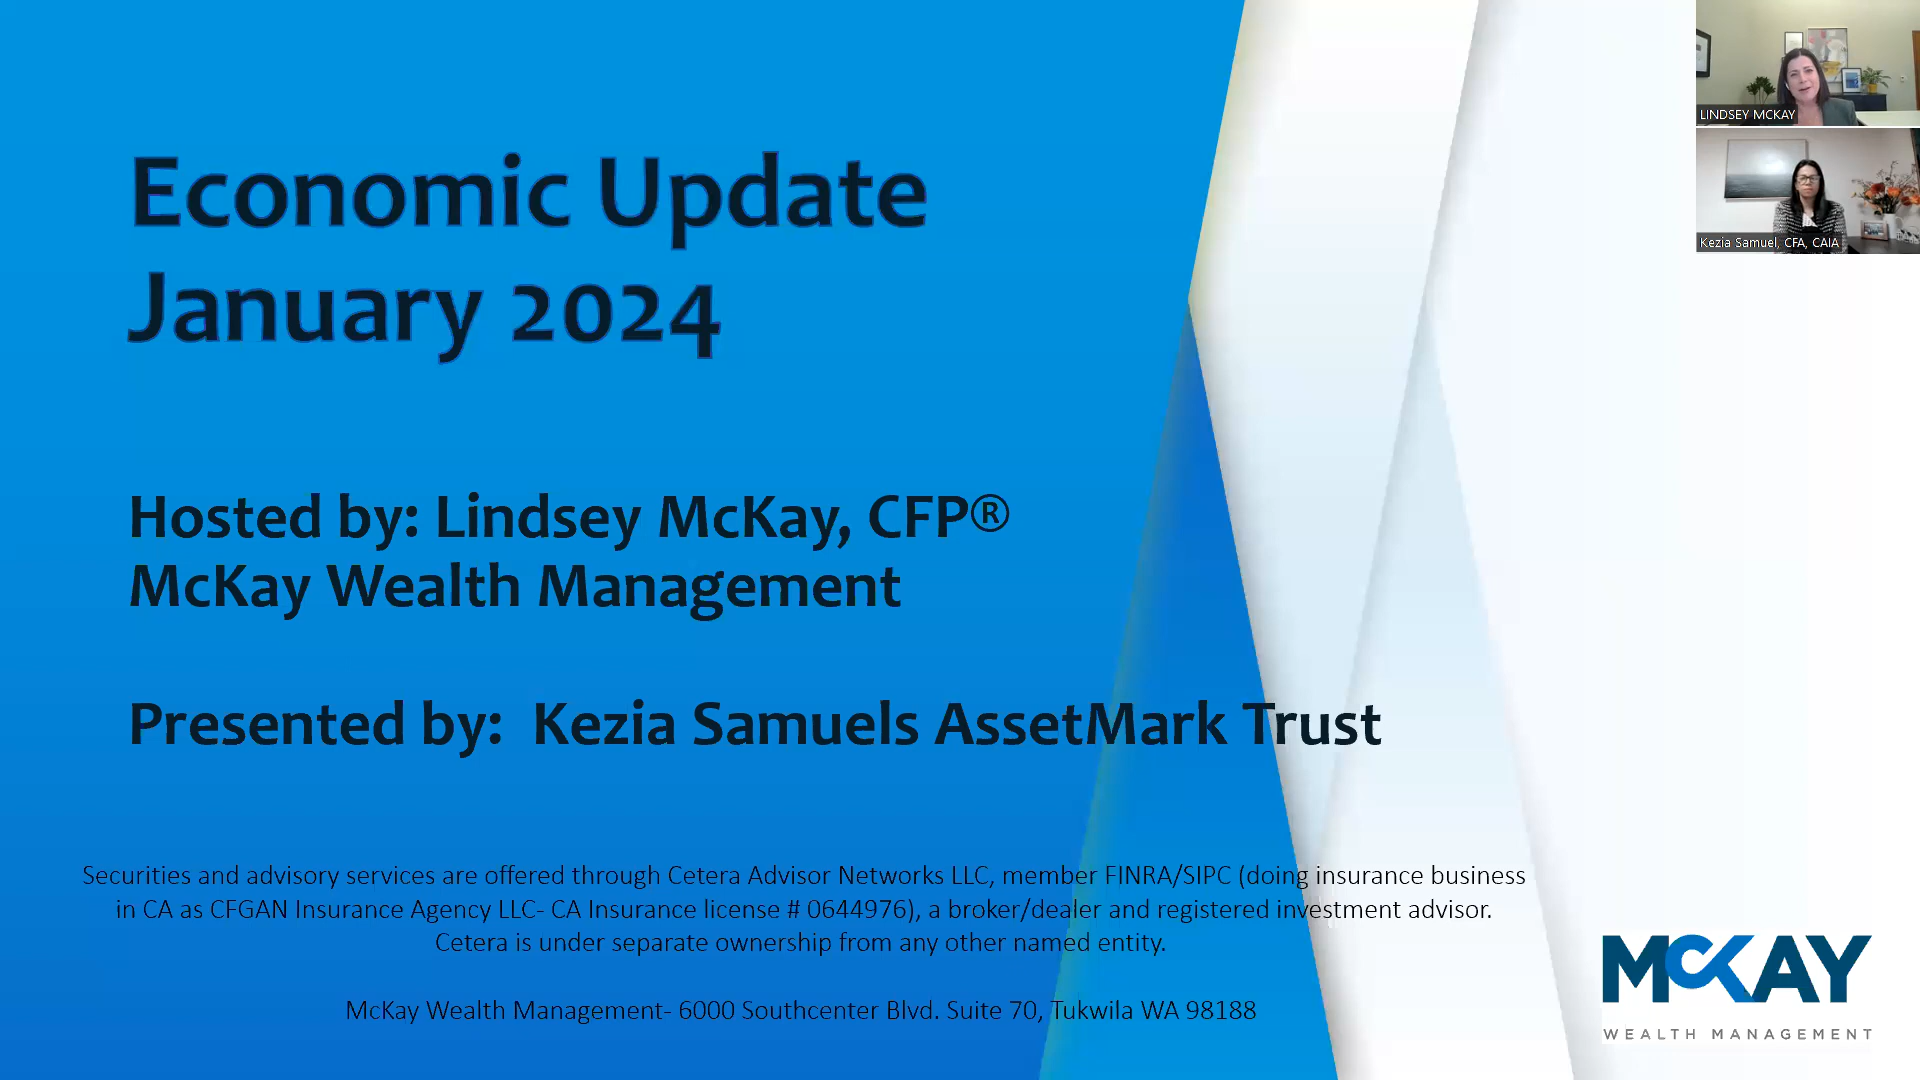 Economic Update
January 2024
Hosted by: Lindsey McKay, CFP®
McKay Wealth Management
Presented by: Kezia Samuels AssetMark Trust
Securities and advisory services are offered through Cetera Advisor Networks LLC, member FINRA/SIPC (doing insurance business
in CA as CFGAN Insurance Agency LLC- CA Insurance license # 0644976), a broker/dealer and registered investment advisor.
Cetera is under separate ownership from any other named entity.
McKay Wealth Management- 6000 Southcenter Blvd. Suite 70, Tukwila WA 98188
LINDSEY MCKAY
Kezia Samuel, CFA, CAIA
MCKAY
WEALTH MANAGEMENT